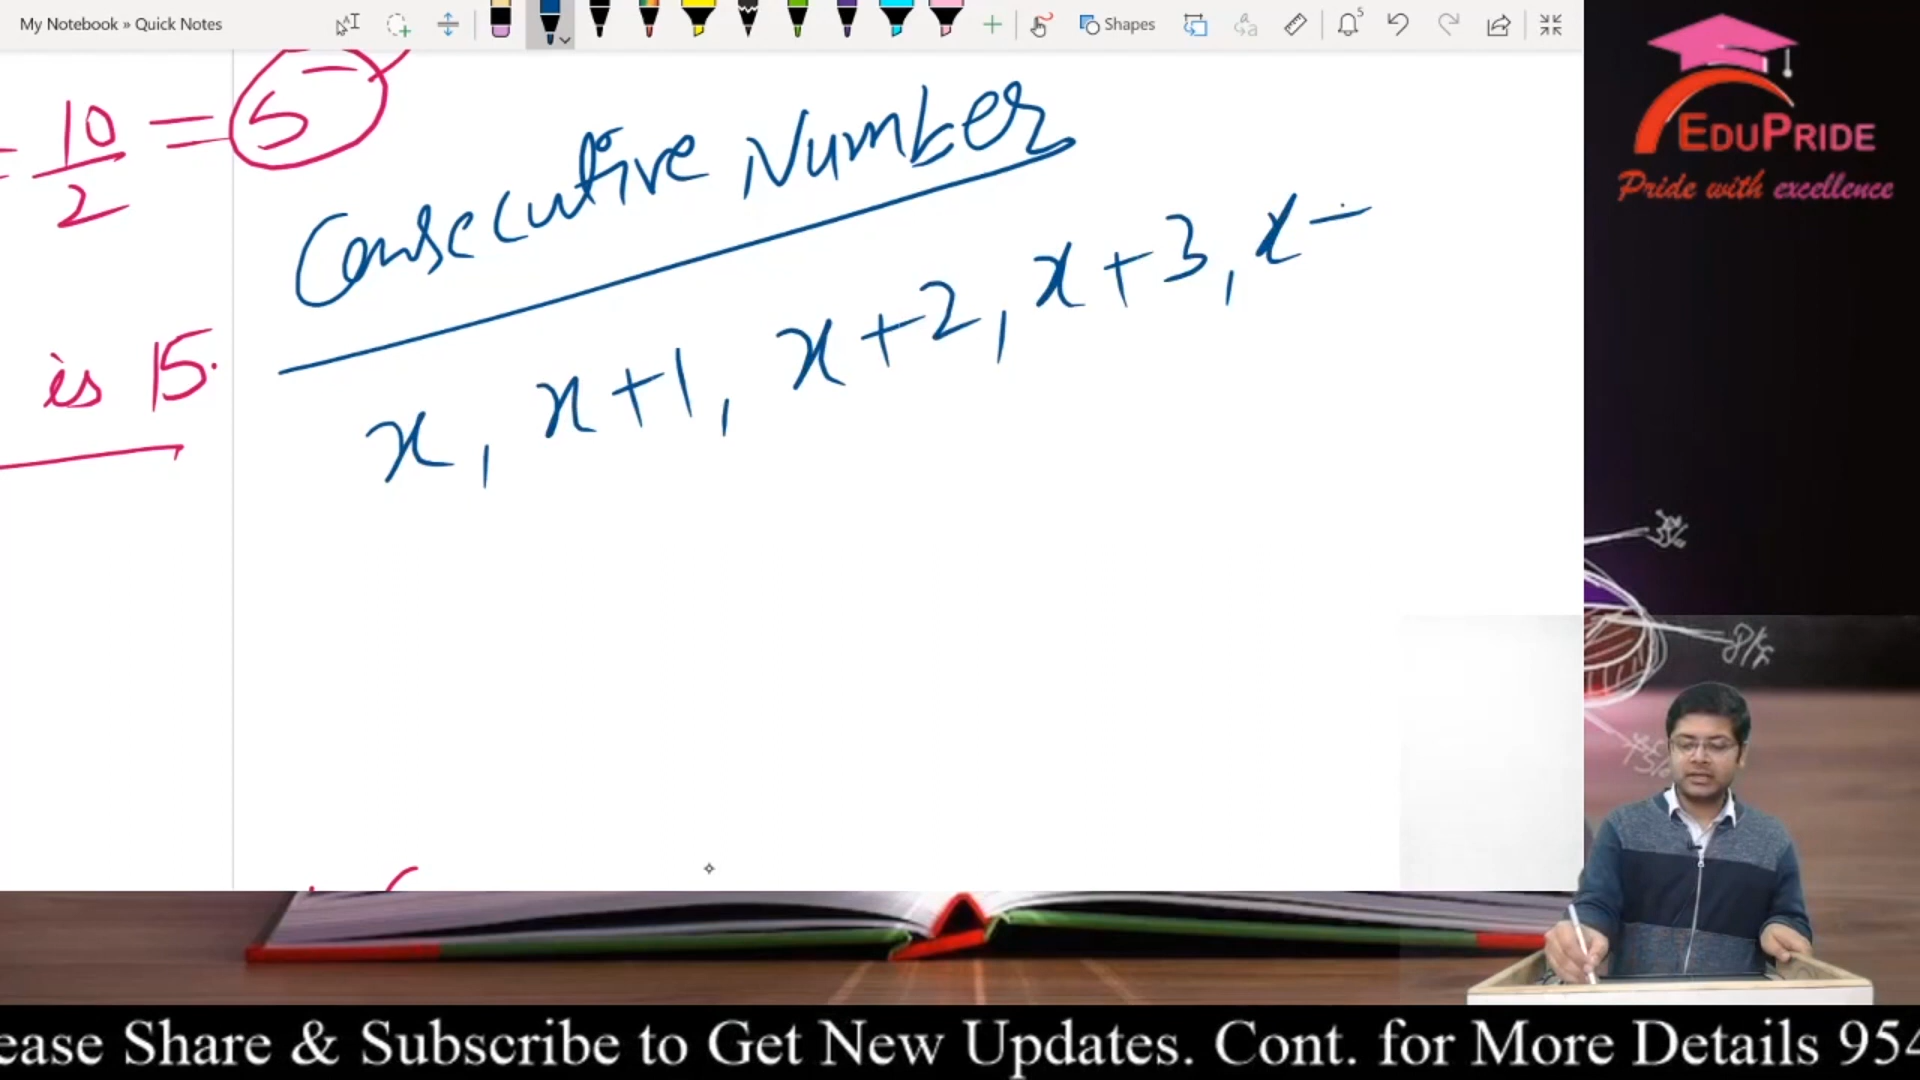 My Notebook » Quick Notes
Shapes
5
= 10/2 = 5
is 15.
Consecutive Number
x, x+1, x+2, x+3, x-
EDUPRIDE
Pride with excellence
ease Share & Subscribe to Get New Updates. Cont. for More Details 954